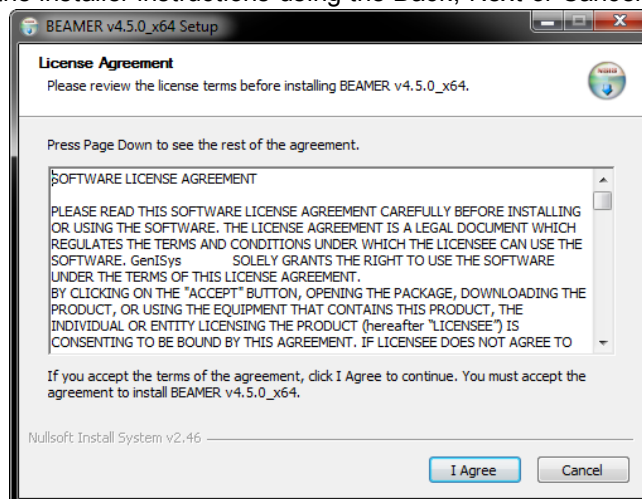 the installer instructions using the Back, Next or Cancel
BEAMER v4.5.0_x64 Setup
License Agreement
Please review the license terms before installing BEAMER v4.5.0_x64.
Press Page Down to see the rest of the agreement.
SOFTWARE LICENSE AGREEMENT
PLEASE READ THIS SOFTWARE LICENSE AGREEMENT CAREFULLY BEFORE INSTALLING
OR USING THE SOFTWARE. THE LICENSE AGREEMENT IS A LEGAL DOCUMENT WHICH
REGULATES THE TERMS AND CONDITIONS UNDER WHICH THE LICENSEE CAN USE THE
SOFTWARE. GenISys SOLELY GRANTS THE RIGHT TO USE THE SOFTWARE
UNDER THE TERMS OF THIS LICENSE AGREEMENT.
BY CLICKING ON THE "ACCEPT" BUTTON, OPENING THE PACKAGE, DOWNLOADING THE
PRODUCT, OR USING THE EQUIPMENT THAT CONTAINS THIS PRODUCT, THE
INDIVIDUAL OR ENTITY LICENSING THE PRODUCT (hereafter "LICENSEE") IS
CONSENTING TO BE BOUND BY THIS AGREEMENT. IF LICENSEE DOES NOT AGREE TO
If you accept the terms of the agreement, click I Agree to continue. You must accept the
agreement to install BEAMER v4.5.0_x64.
Nullsoft Install System v2.46
I Agree
Cancel